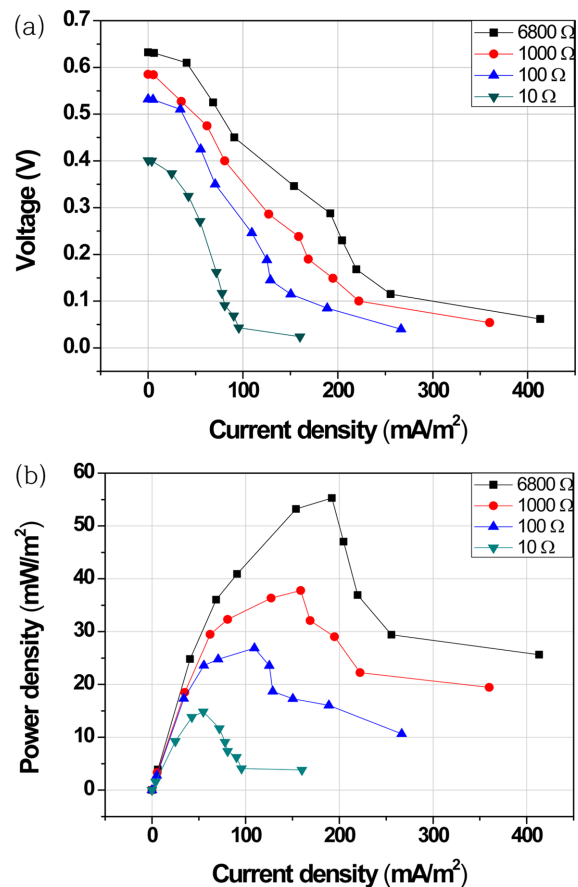 (a)
0.7
0.6
0.5
0.4
0.3
0.2
0.1
0.0
Voltage (V)
6800 Ω
1000 Ω
100 Ω
10 Ω
0 100 200 300 400
Current density (mA/m²)
(b)
60
50
40
30
20
10
0
Power density (mW/m²)
6800 Ω
1000 Ω
100 Ω
10 Ω
0 100 200 300 400
Current density (mA/m²)